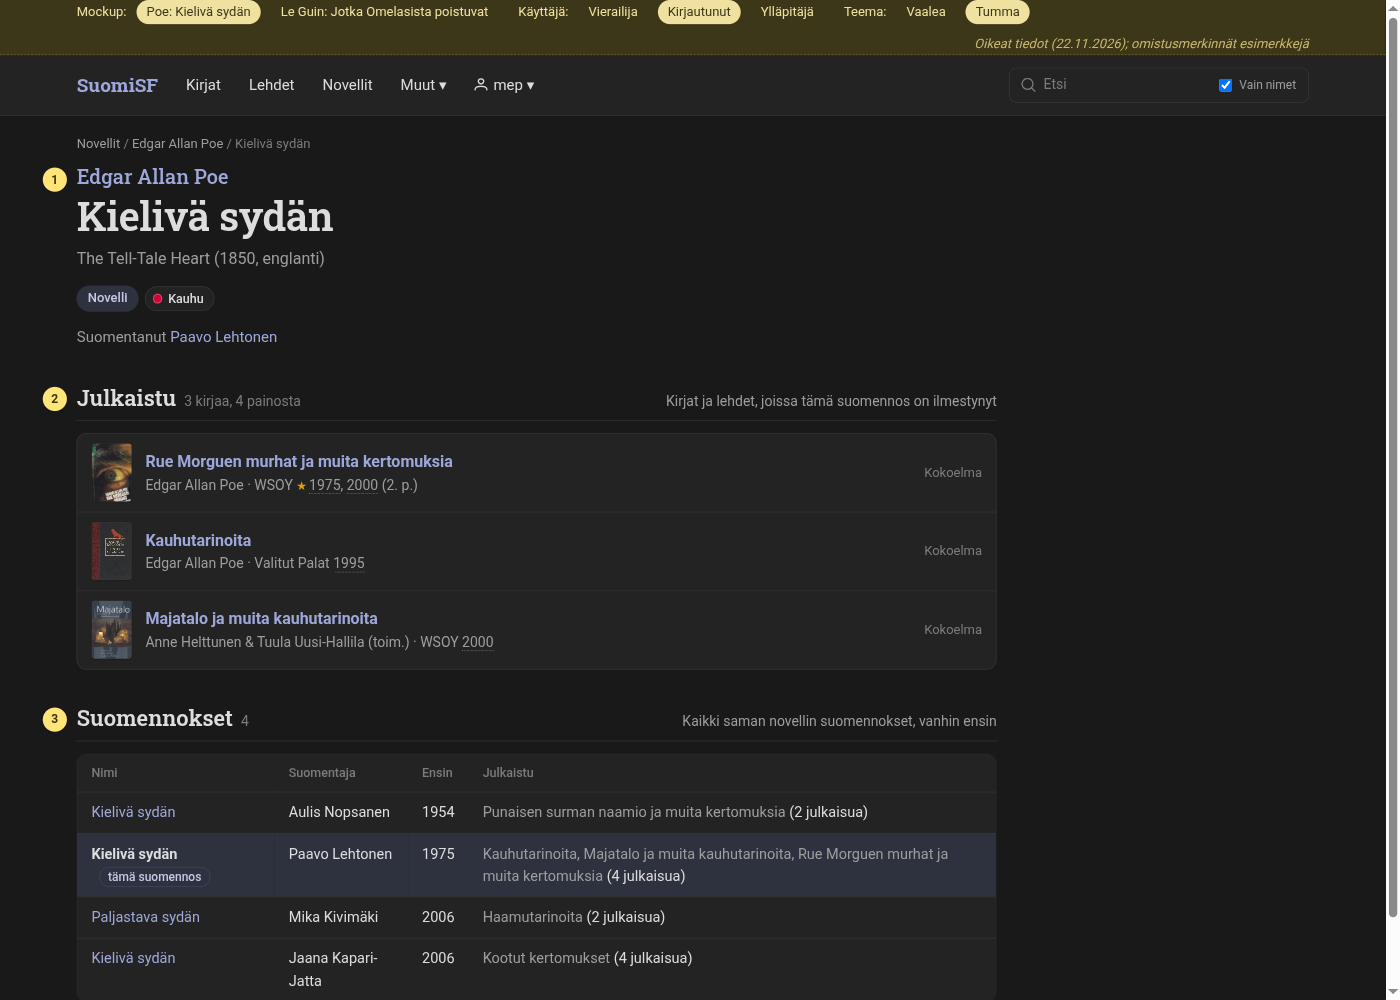 Mockup: Poe: Kielivä sydän Le Guin: Jotka Omelasista poistuvat Käyttäjä: Vierailija Kirjautunut Ylläpitäjä Teema: Vaalea Tumma
Oikeat tiedot (22.11.2026); omistusmerkinnät esimerkkejä
SuomiSF Kirjat Lehdet Novellit Muut ▾ mep ▾ Etsi Vain nimet
Novellit / Edgar Allan Poe / Kielivä sydän
1 Edgar Allan Poe
Kielivä sydän
The Tell-Tale Heart (1850, englanti)
Novelli Kauhu
Suomentanut Paavo Lehtonen
2 Julkaistu 3 kirjaa, 4 painosta Kirjat ja lehdet, joissa tämä suomennos on ilmestynyt
Rue Morguen murhat ja muita kertomuksia
Edgar Allan Poe · WSOY ★ 1975, 2000 (2. p.)
Kokoelma
Kauhutarinoita
Edgar Allan Poe · Valitut Palat 1995
Kokoelma
Majatalo
Majatalo ja muita kauhutarinoita
Anne Helttunen & Tuula Uusi-Hallila (toim.) · WSOY 2000
Kokoelma
3 Suomennokset 4 Kaikki saman novellin suomennokset, vanhin ensin
Nimi Suomentaja Ensin Julkaistu
Kielivä sydän Aulis Nopsanen 1954 Punaisen surman naamio ja muita kertomuksia (2 julkaisua)
Kielivä sydän Paavo Lehtonen 1975 Kauhutarinoita, Majatalo ja muita kauhutarinoita, Rue Morguen murhat ja
tämä suomennos muita kertomuksia (4 julkaisua)
Paljastava sydän Mika Kivimäki 2006 Haamutarinoita (2 julkaisua)
Kielivä sydän Jaana Kapari- 2006 Kootut kertomukset (4 julkaisua)
Jatta